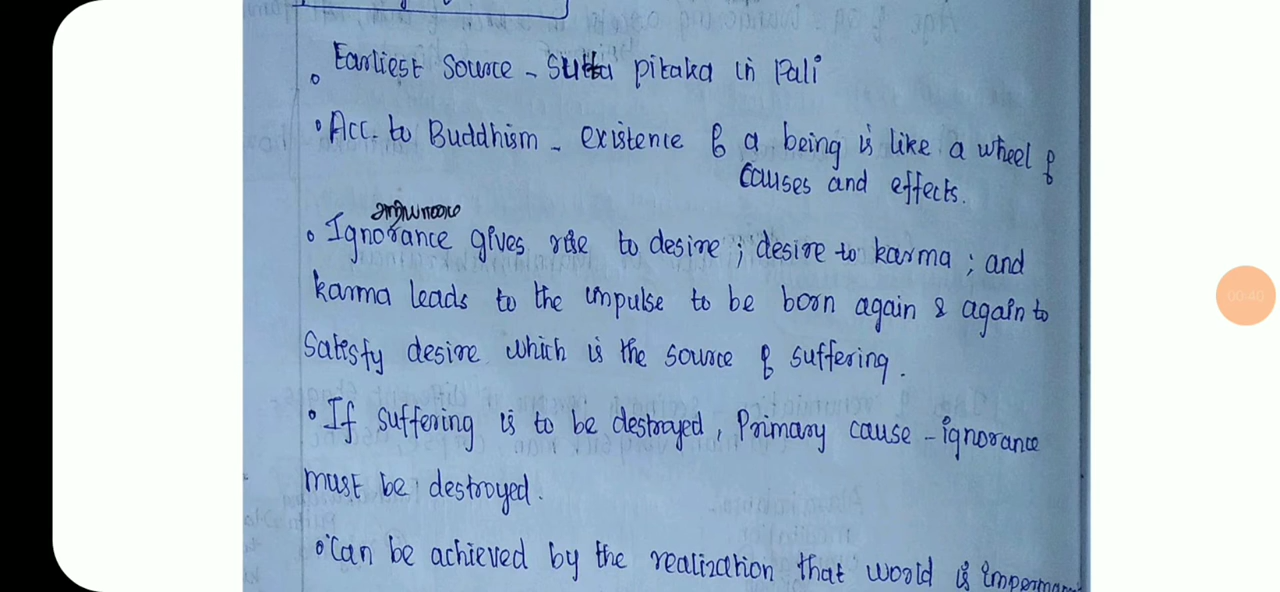 Earliest Source - Sutta pitaka in Pali
• Acc. to Buddhism - existence of a being is like a wheel of
causes and effects.
அறியாமை
• Ignorance gives rise to desire ; desire to karma ; and
karma leads to the impulse to be born again & again to
Satisfy desire which is the source of suffering.
• If suffering is to be destroyed, Primary cause - ignorance
must be destroyed.
• Can be achieved by the realization that world is
00:40